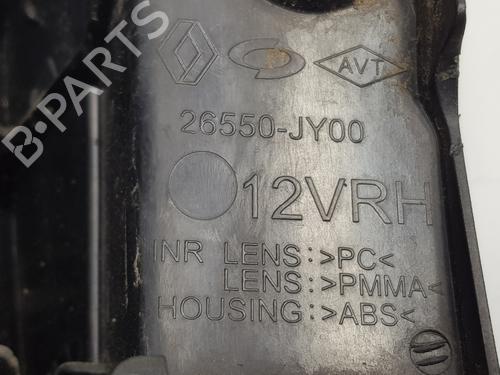 AVT
26550-JY00
12VRH
INR LENS:>PC<
LENS:>PMMA<
HOUSING:>ABS<
B-PARTS